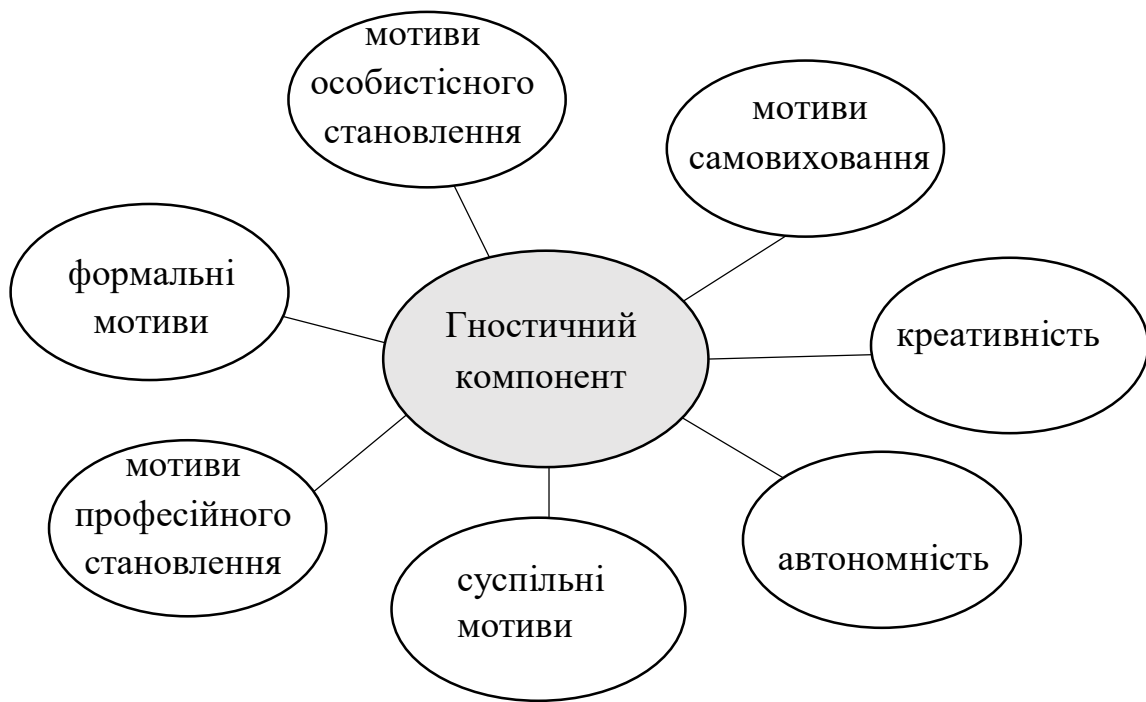 мотиви
особистісного
становлення
мотиви
самовиховання
формальні
мотиви
Гностичний
компонент
креативність
мотиви
професійного
становлення
автономність
суспільні
мотиви